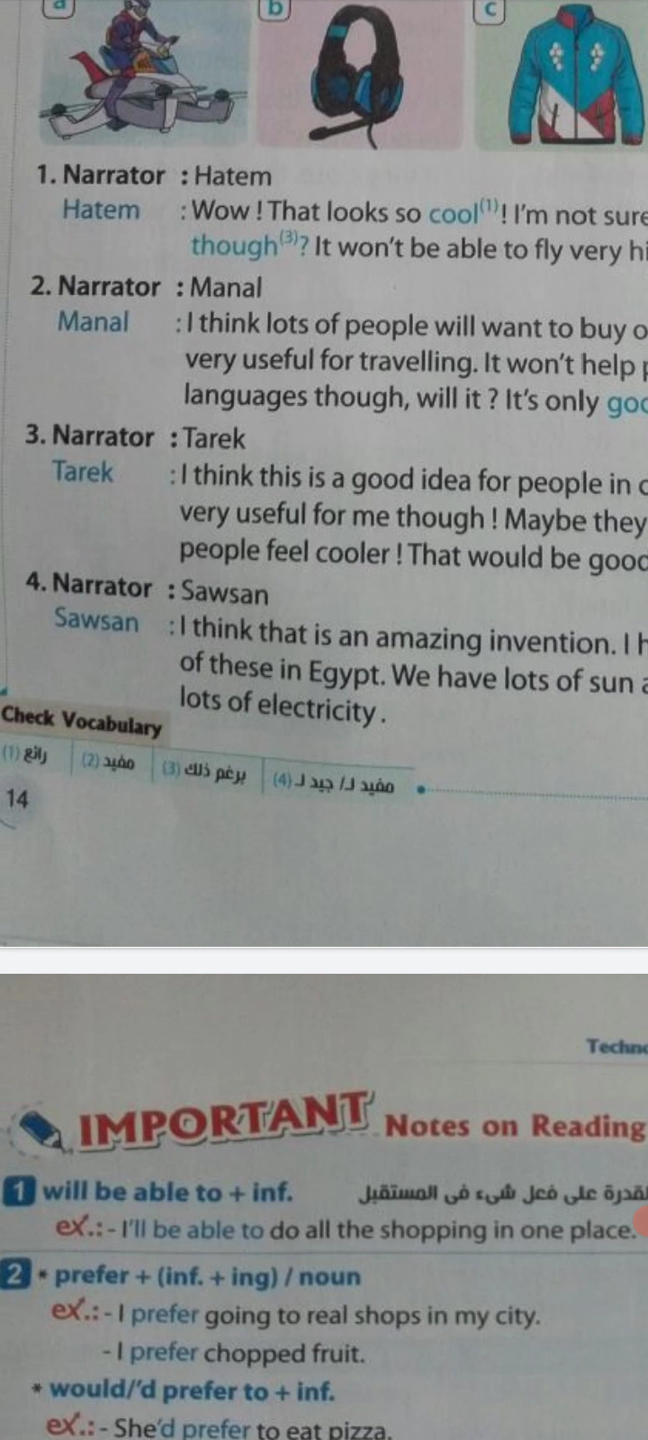 a b c
1. Narrator : Hatem
Hatem : Wow ! That looks so cool(1)! I'm not sure
though(3)? It won't be able to fly very hi
2. Narrator : Manal
Manal : I think lots of people will want to buy o
very useful for travelling. It won't help p
languages though, will it ? It's only goo
3. Narrator : Tarek
Tarek : I think this is a good idea for people in c
very useful for me though ! Maybe they
people feel cooler ! That would be good
4. Narrator : Sawsan
Sawsan : I think that is an amazing invention. I h
of these in Egypt. We have lots of sun a
lots of electricity .
Check Vocabulary
(1) رائع (2) مفيد (3) برغم ذلك (4) مفيد لـ / جيد لـ
14
Techno
IMPORTANT Notes on Reading
1 will be able to + inf. لقدرة على فعل شىء فى المستقبل
ex.: - I'll be able to do all the shopping in one place.
2 * prefer + (inf. + ing) / noun
ex.: - I prefer going to real shops in my city.
- I prefer chopped fruit.
* would/'d prefer to + inf.
ex.: - She'd prefer to eat pizza.